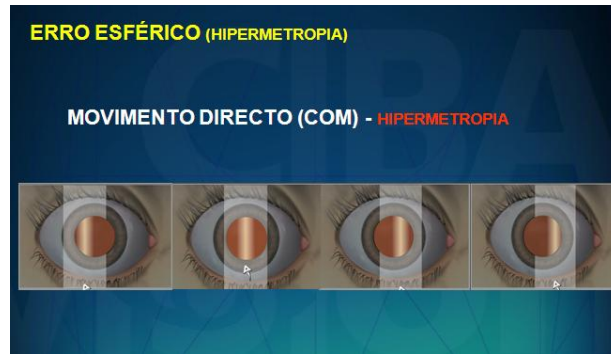 ERRO ESFÉRICO (HIPERMETROPIA)
MOVIMENTO DIRECTO (COM) - HIPERMETROPIA